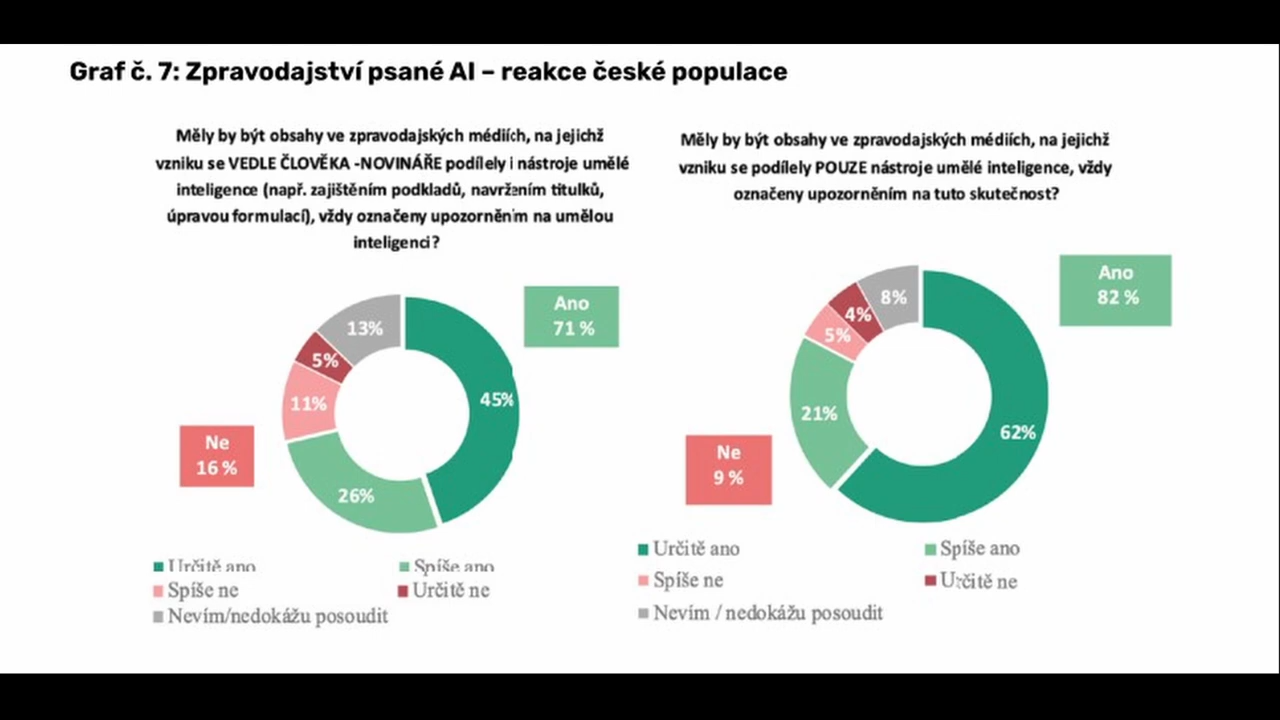 Graf č. 7: Zpravodajství psané AI – reakce české populace
Měly by být obsahy ve zpravodajských médiích, na jejichž
vzniku se VEDLE ČLOVĚKA -NOVINÁŘE podílely i nástroje umělé
inteligence (např. zajištěním podkladů, navržením titulků,
úpravou formulací), vždy označeny upozorněním na umělou
inteligenci?
Ano
71 %
13%
5%
11%
45%
26%
Ne
16 %
Určitě ano
Spíše ano
Spíše ne
Určitě ne
Nevím/nedokážu posoudit
Měly by být obsahy ve zpravodajských médiích, na jejichž
vzniku se podílely POUZE nástroje umělé inteligence, vždy
označeny upozorněním na tuto skutečnost?
Ano
82 %
8%
4%
5%
21%
62%
Ne
9 %
Určitě ano
Spíše ano
Spíše ne
Určitě ne
Nevím / nedokážu posoudit